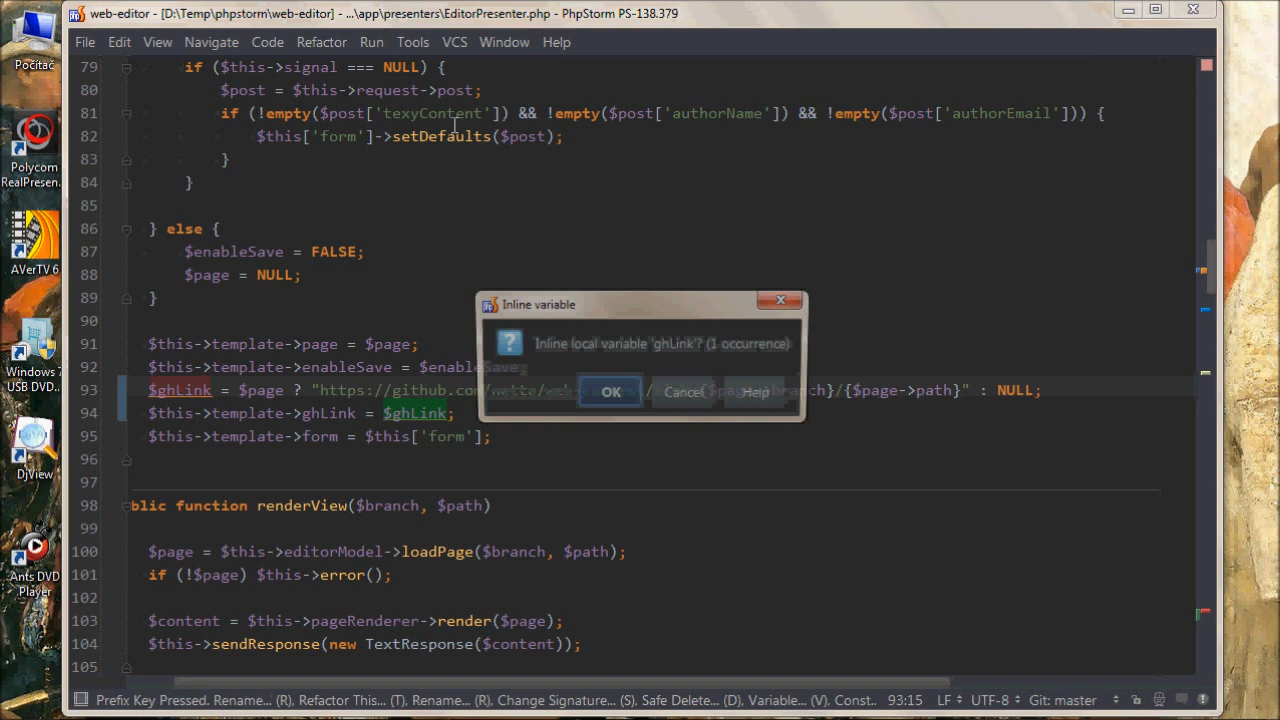 web-editor - [D:\Temp\phpstorm\web-editor] - ...\app\presenters\EditorPresenter.php - PhpStorm PS-138.379
File Edit View Navigate Code Refactor Run Tools VCS Window Help
Počítač
Polycom
RealPresen...
AVerTV 6
Windows 7
USB DVD...
DjView
Ants DVD
Player
79 if ($this->signal === NULL) {
80 $post = $this->request->post;
81 if (!empty($post['texyContent']) && !empty($post['authorName']) && !empty($post['authorEmail'])) {
82 $this['form']->setDefaults($post);
83 }
84 }
85
86 } else {
87 $enableSave = FALSE;
88 $page = NULL;
89 }
90
91 $this->template->page = $page;
92 $this->template->enableSave = $enableSave;
93 $ghLink = $page ? "https://github.com/nette/web- branch}/{$page->path}" : NULL;
94 $this->template->ghLink = $ghLink;
95 $this->template->form = $this['form'];
96
97
98 blic function renderView($branch, $path)
99
100 $page = $this->editorModel->loadPage($branch, $path);
101 if (!$page) $this->error();
102
103 $content = $this->pageRenderer->render($page);
104 $this->sendResponse(new TextResponse($content));
105
Inline variable
Inline local variable 'ghLink'? (1 occurrence)
OK Cancel Help
Prefix Key Pressed. Rename... (R), Refactor This... (T), Rename... (R), Change Signature... (S), Safe Delete... (D), Variable... (V), Const... 93:15 LF UTF-8 Git: master